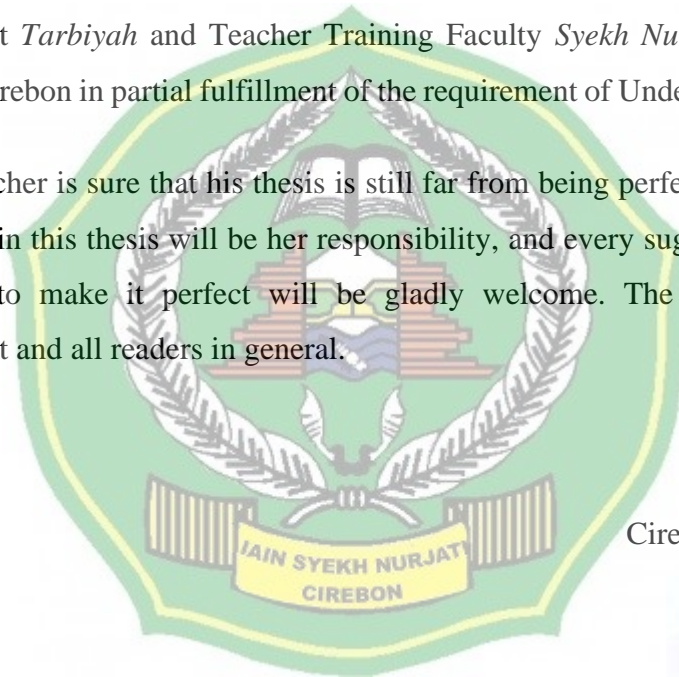 t Tarbiyah and Teacher Training Faculty Syekh Nu
irebon in partial fulfillment of the requirement of Unde
cher is sure that his thesis is still far from being perfe
in this thesis will be her responsibility, and every sug
to make it perfect will be gladly welcome. The
t and all readers in general.
Cire
IAIN SYEKH NURJATI
CIREBON